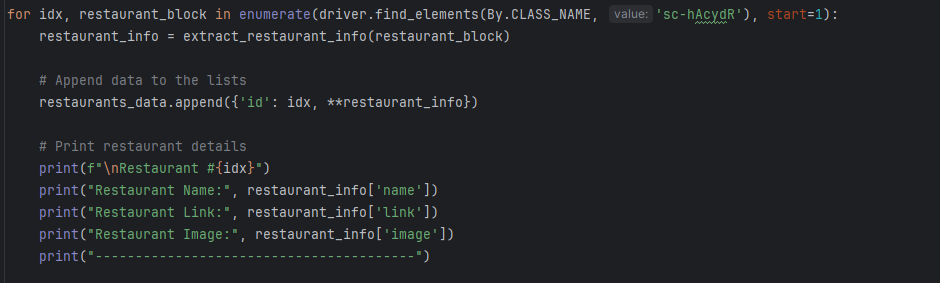 for idx, restaurant_block in enumerate(driver.find_elements(By.CLASS_NAME, value: 'sc-hAcydR'), start=1):
restaurant_info = extract_restaurant_info(restaurant_block)
# Append data to the lists
restaurants_data.append({'id': idx, **restaurant_info})
# Print restaurant details
print(f"\nRestaurant #{idx}")
print("Restaurant Name:", restaurant_info['name'])
print("Restaurant Link:", restaurant_info['link'])
print("Restaurant Image:", restaurant_info['image'])
print("----------------------------------------")